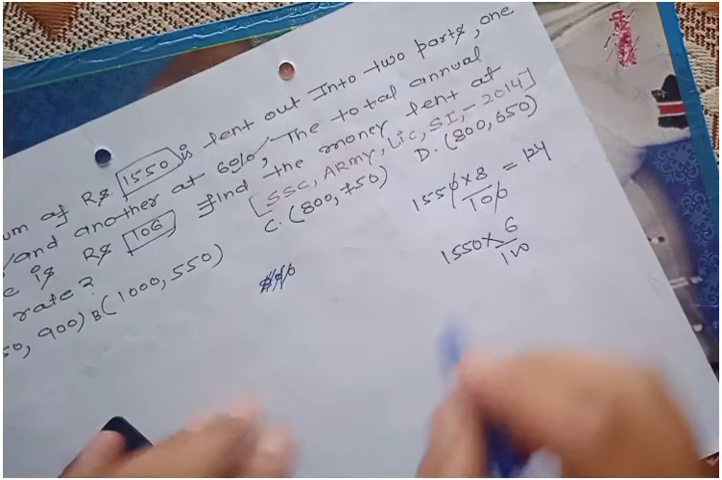 um of R$ 1550 is lent out Into two parts, one
and another at 6%, The total annual
e is R$ 106 find the money lent at
rate? [SSC, ARMY, LIC, SI, - 2014]
50, 900) B(1000, 550) C. (800, 750) D. (800, 650)
1550×8/100 = 124
1550×6/100